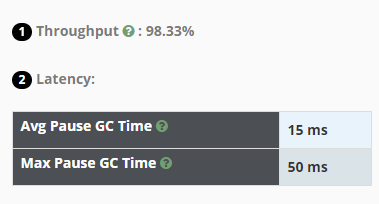 1 Throughput ? : 98.33%
2 Latency:
Avg Pause GC Time ? 15 ms
Max Pause GC Time ? 50 ms